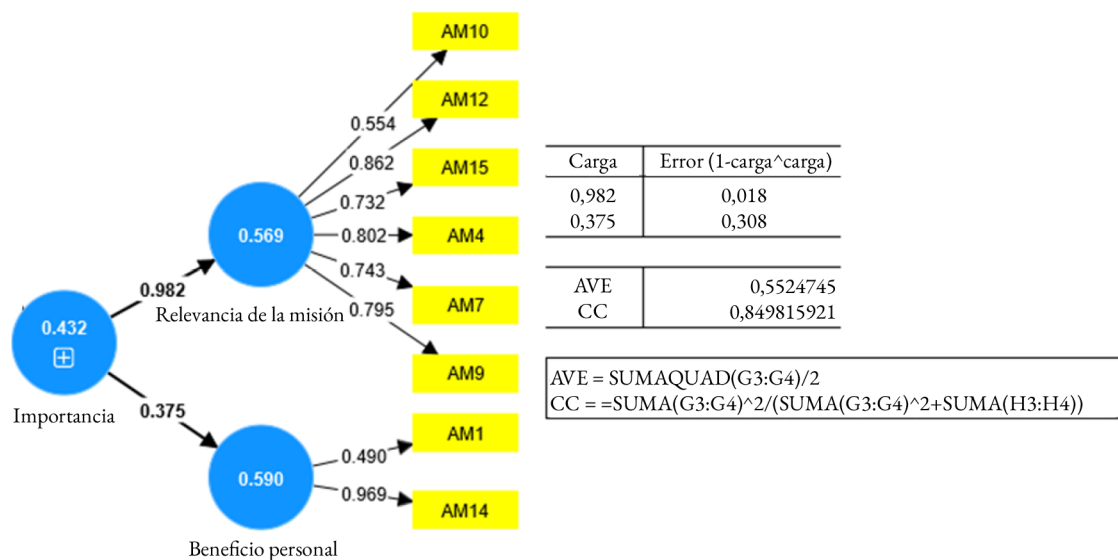 AM10
AM12
AM15
AM4
AM7
AM9
AM1
AM14
0.554
0.862
0.732
0.802
0.743
0.795
0.490
0.969
0.569
Relevancia de la misión
0.982
0.432
Importancia
0.375
0.590
Beneficio personal
Carga Error (1-carga^carga)
0,982 0,018
0,375 0,308
AVE 0,5524745
CC 0,849815921
AVE = SUMAQUAD(G3:G4)/2
CC = =SUMA(G3:G4)^2/(SUMA(G3:G4)^2+SUMA(H3:H4))